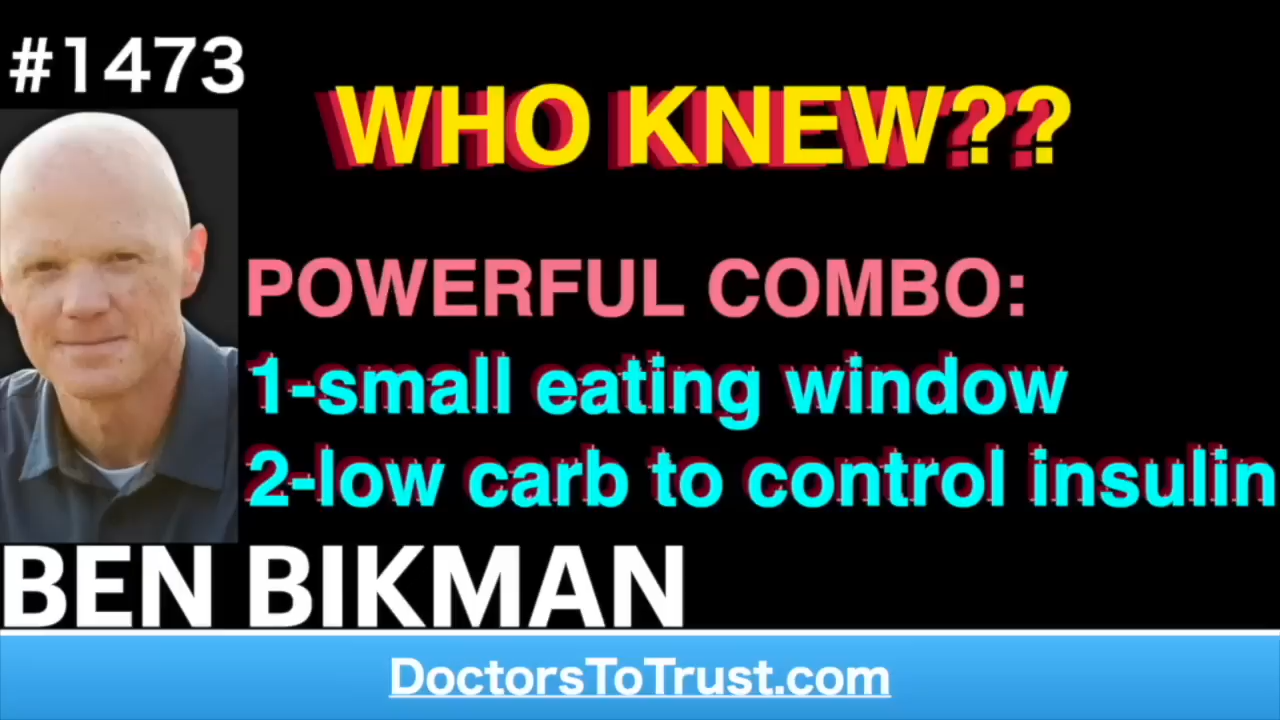 #1473
WHO KNEW??
POWERFUL COMBO:
1-small eating window
2-low carb to control insulin
BEN BIKMAN
DoctorsToTrust.com